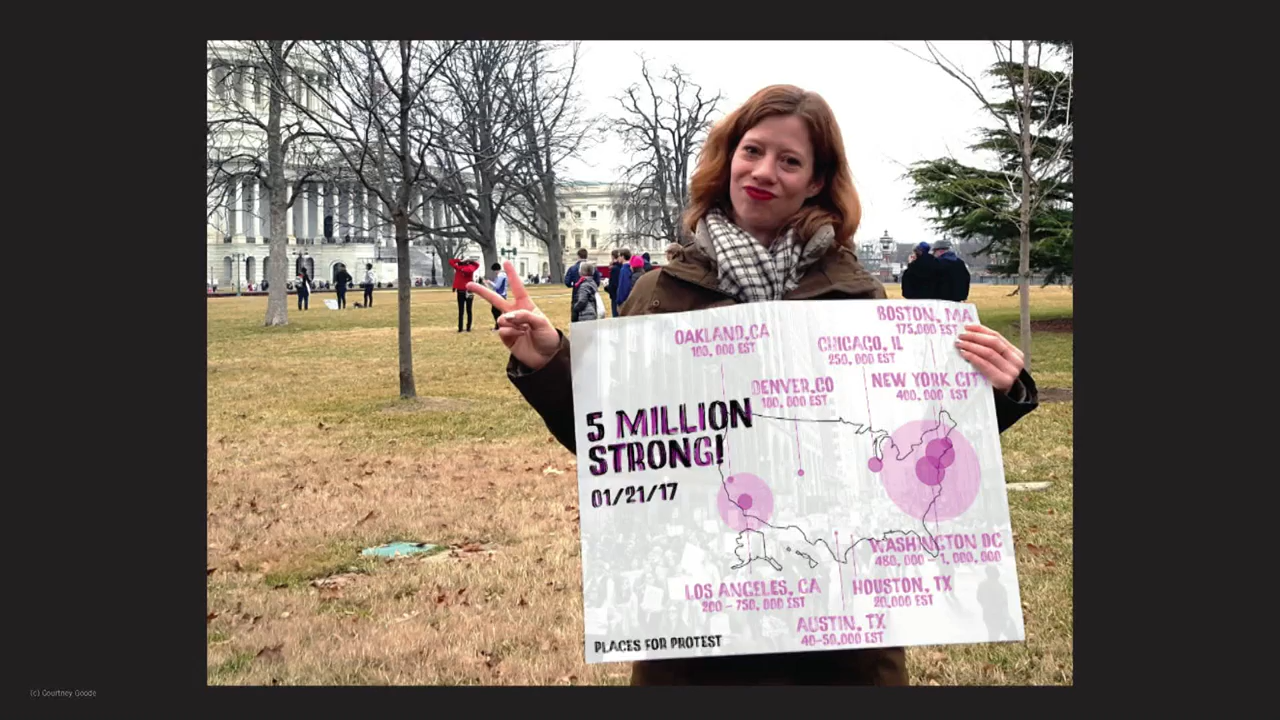 OAKLAND,CA
100,000 EST
BOSTON, MA
175,000 EST
CHICAGO, IL
250,000 EST
DENVER,CO
100,000 EST
NEW YORK CITY
400,000 EST
5 MILLION
STRONG!
01/21/17
WASHINGTON DC
480,000 - 1,000,000
LOS ANGELES, CA
200 - 750,000 EST
HOUSTON, TX
20,000 EST
AUSTIN, TX
40-50,000 EST
PLACES FOR PROTEST
(c) Courtney Goode